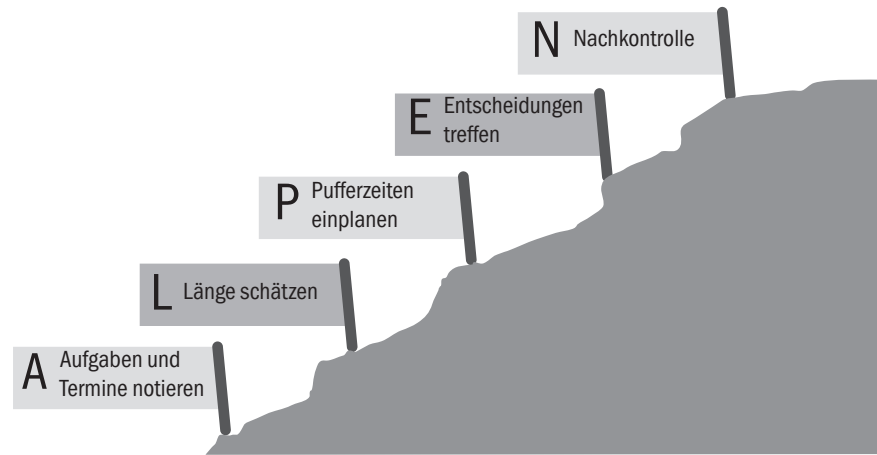 N Nachkontrolle
E Entscheidungen
treffen
P Pufferzeiten
einplanen
L Länge schätzen
A Aufgaben und
Termine notieren